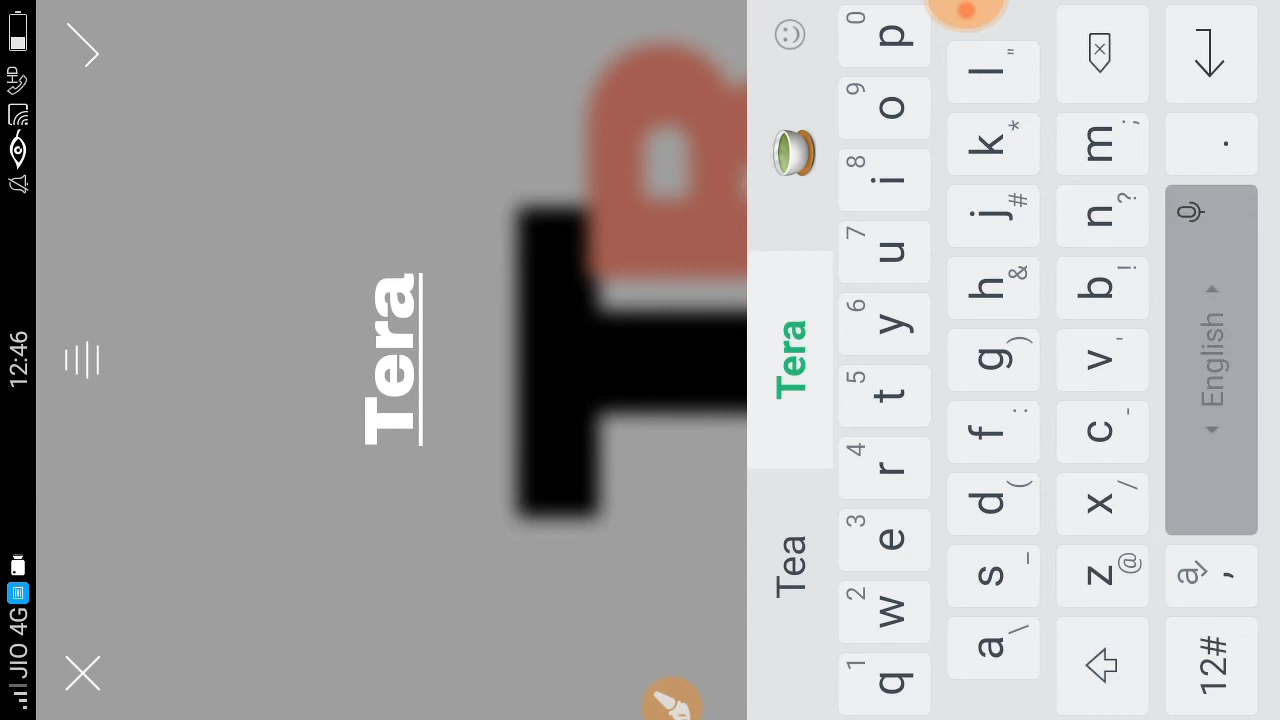 JIO 4G 12:46 HD
Tera
T
B
Tea Tera
1 2 3 4 5 6 7 8 9 0
q w e r t y u i o p
\ _ ( : ) & # * "
a s d f g h j k l
@ / - ' ! ? ; ,
z x c v b n m
12# a , English .